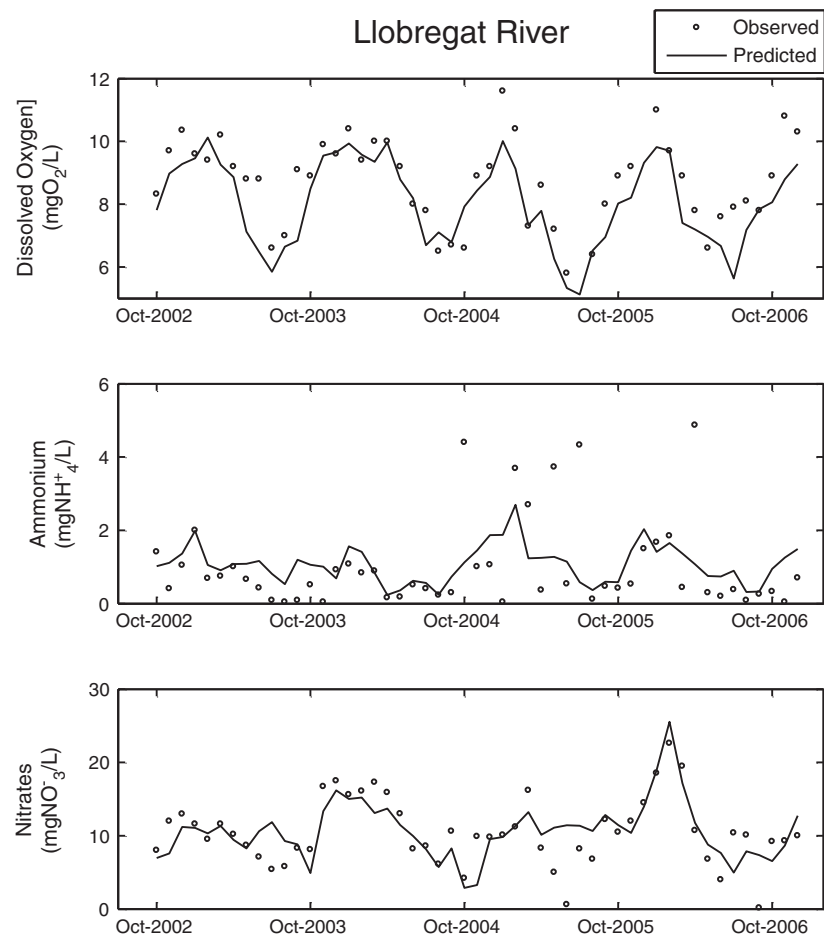 Llobregat River
Observed
Predicted
Dissolved Oxygen]
(mgO₂/L)
12
10
8
6
Oct-2002 Oct-2003 Oct-2004 Oct-2005 Oct-2006
Ammonium
(mgNH⁺₄/L)
6
4
2
0
Oct-2002 Oct-2003 Oct-2004 Oct-2005 Oct-2006
Nitrates
(mgNO⁻₃/L)
30
20
10
0
Oct-2002 Oct-2003 Oct-2004 Oct-2005 Oct-2006